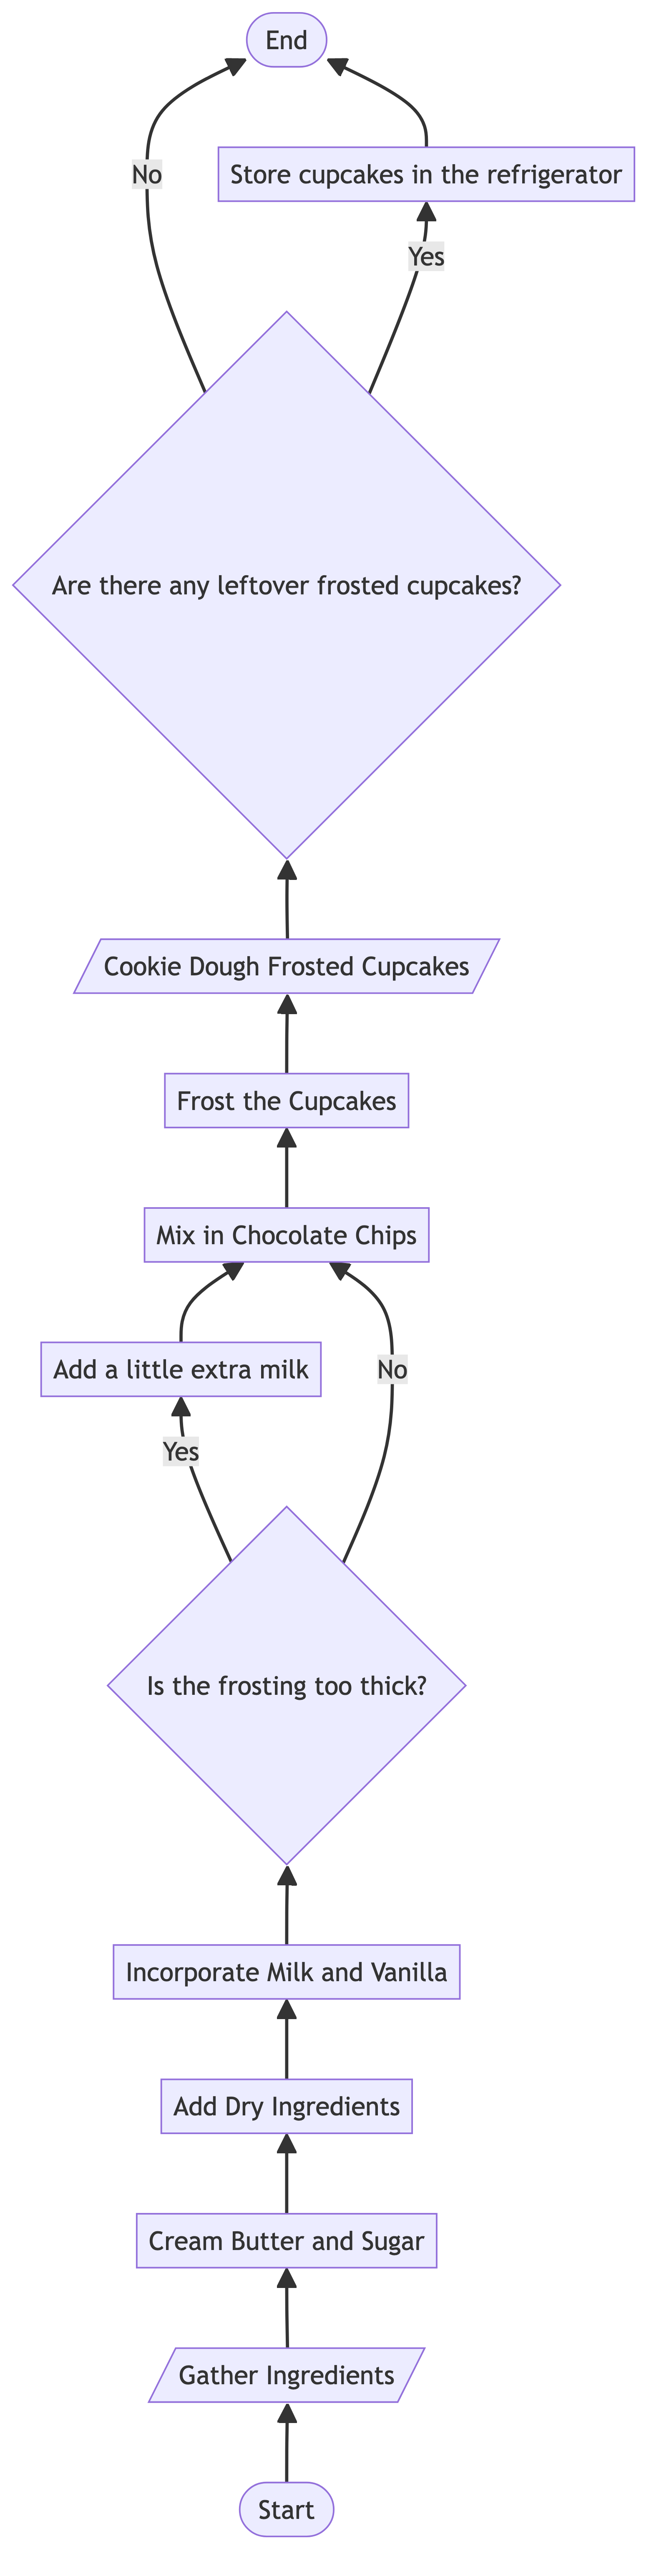 End
No
Store cupcakes in the refrigerator
Yes
Are there any leftover frosted cupcakes?
Cookie Dough Frosted Cupcakes
Frost the Cupcakes
Mix in Chocolate Chips
Add a little extra milk
No
Yes
Is the frosting too thick?
Incorporate Milk and Vanilla
Add Dry Ingredients
Cream Butter and Sugar
Gather Ingredients
Start